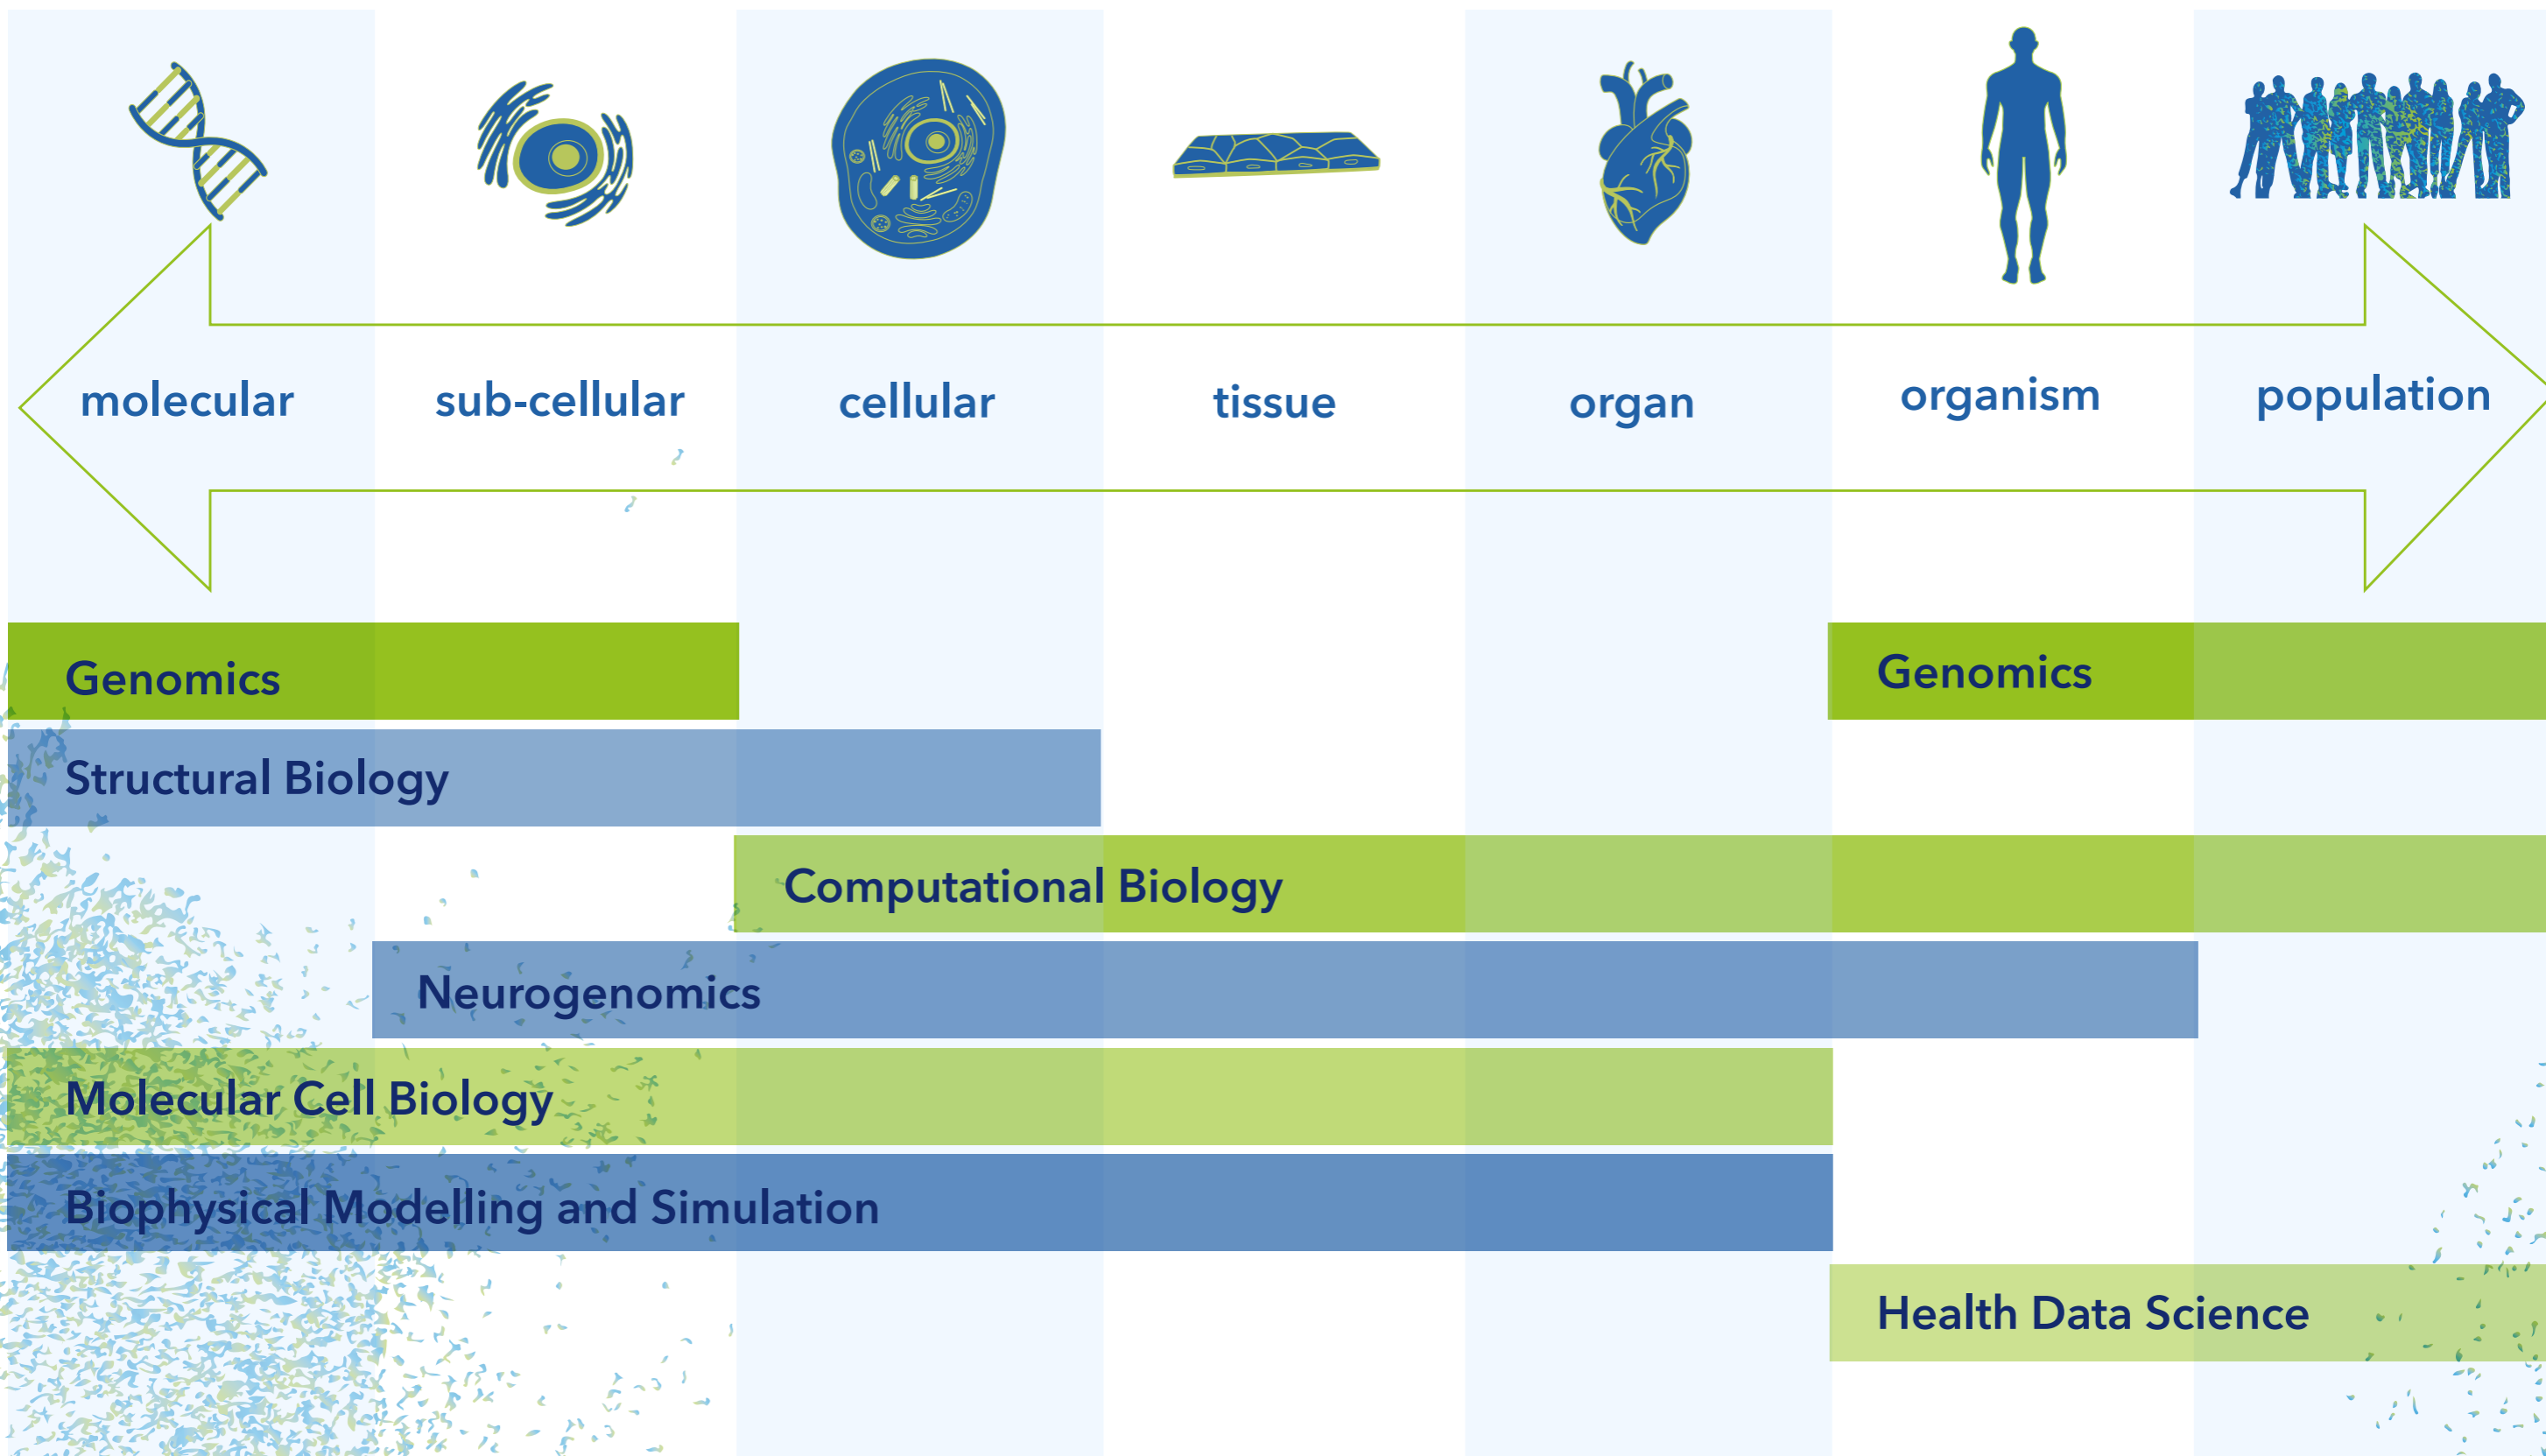 molecular
sub-cellular
cellular
tissue
organ
organism
population
Genomics
Genomics
Structural Biology
Computational Biology
Neurogenomics
Molecular Cell Biology
Biophysical Modelling and Simulation
Health Data Science